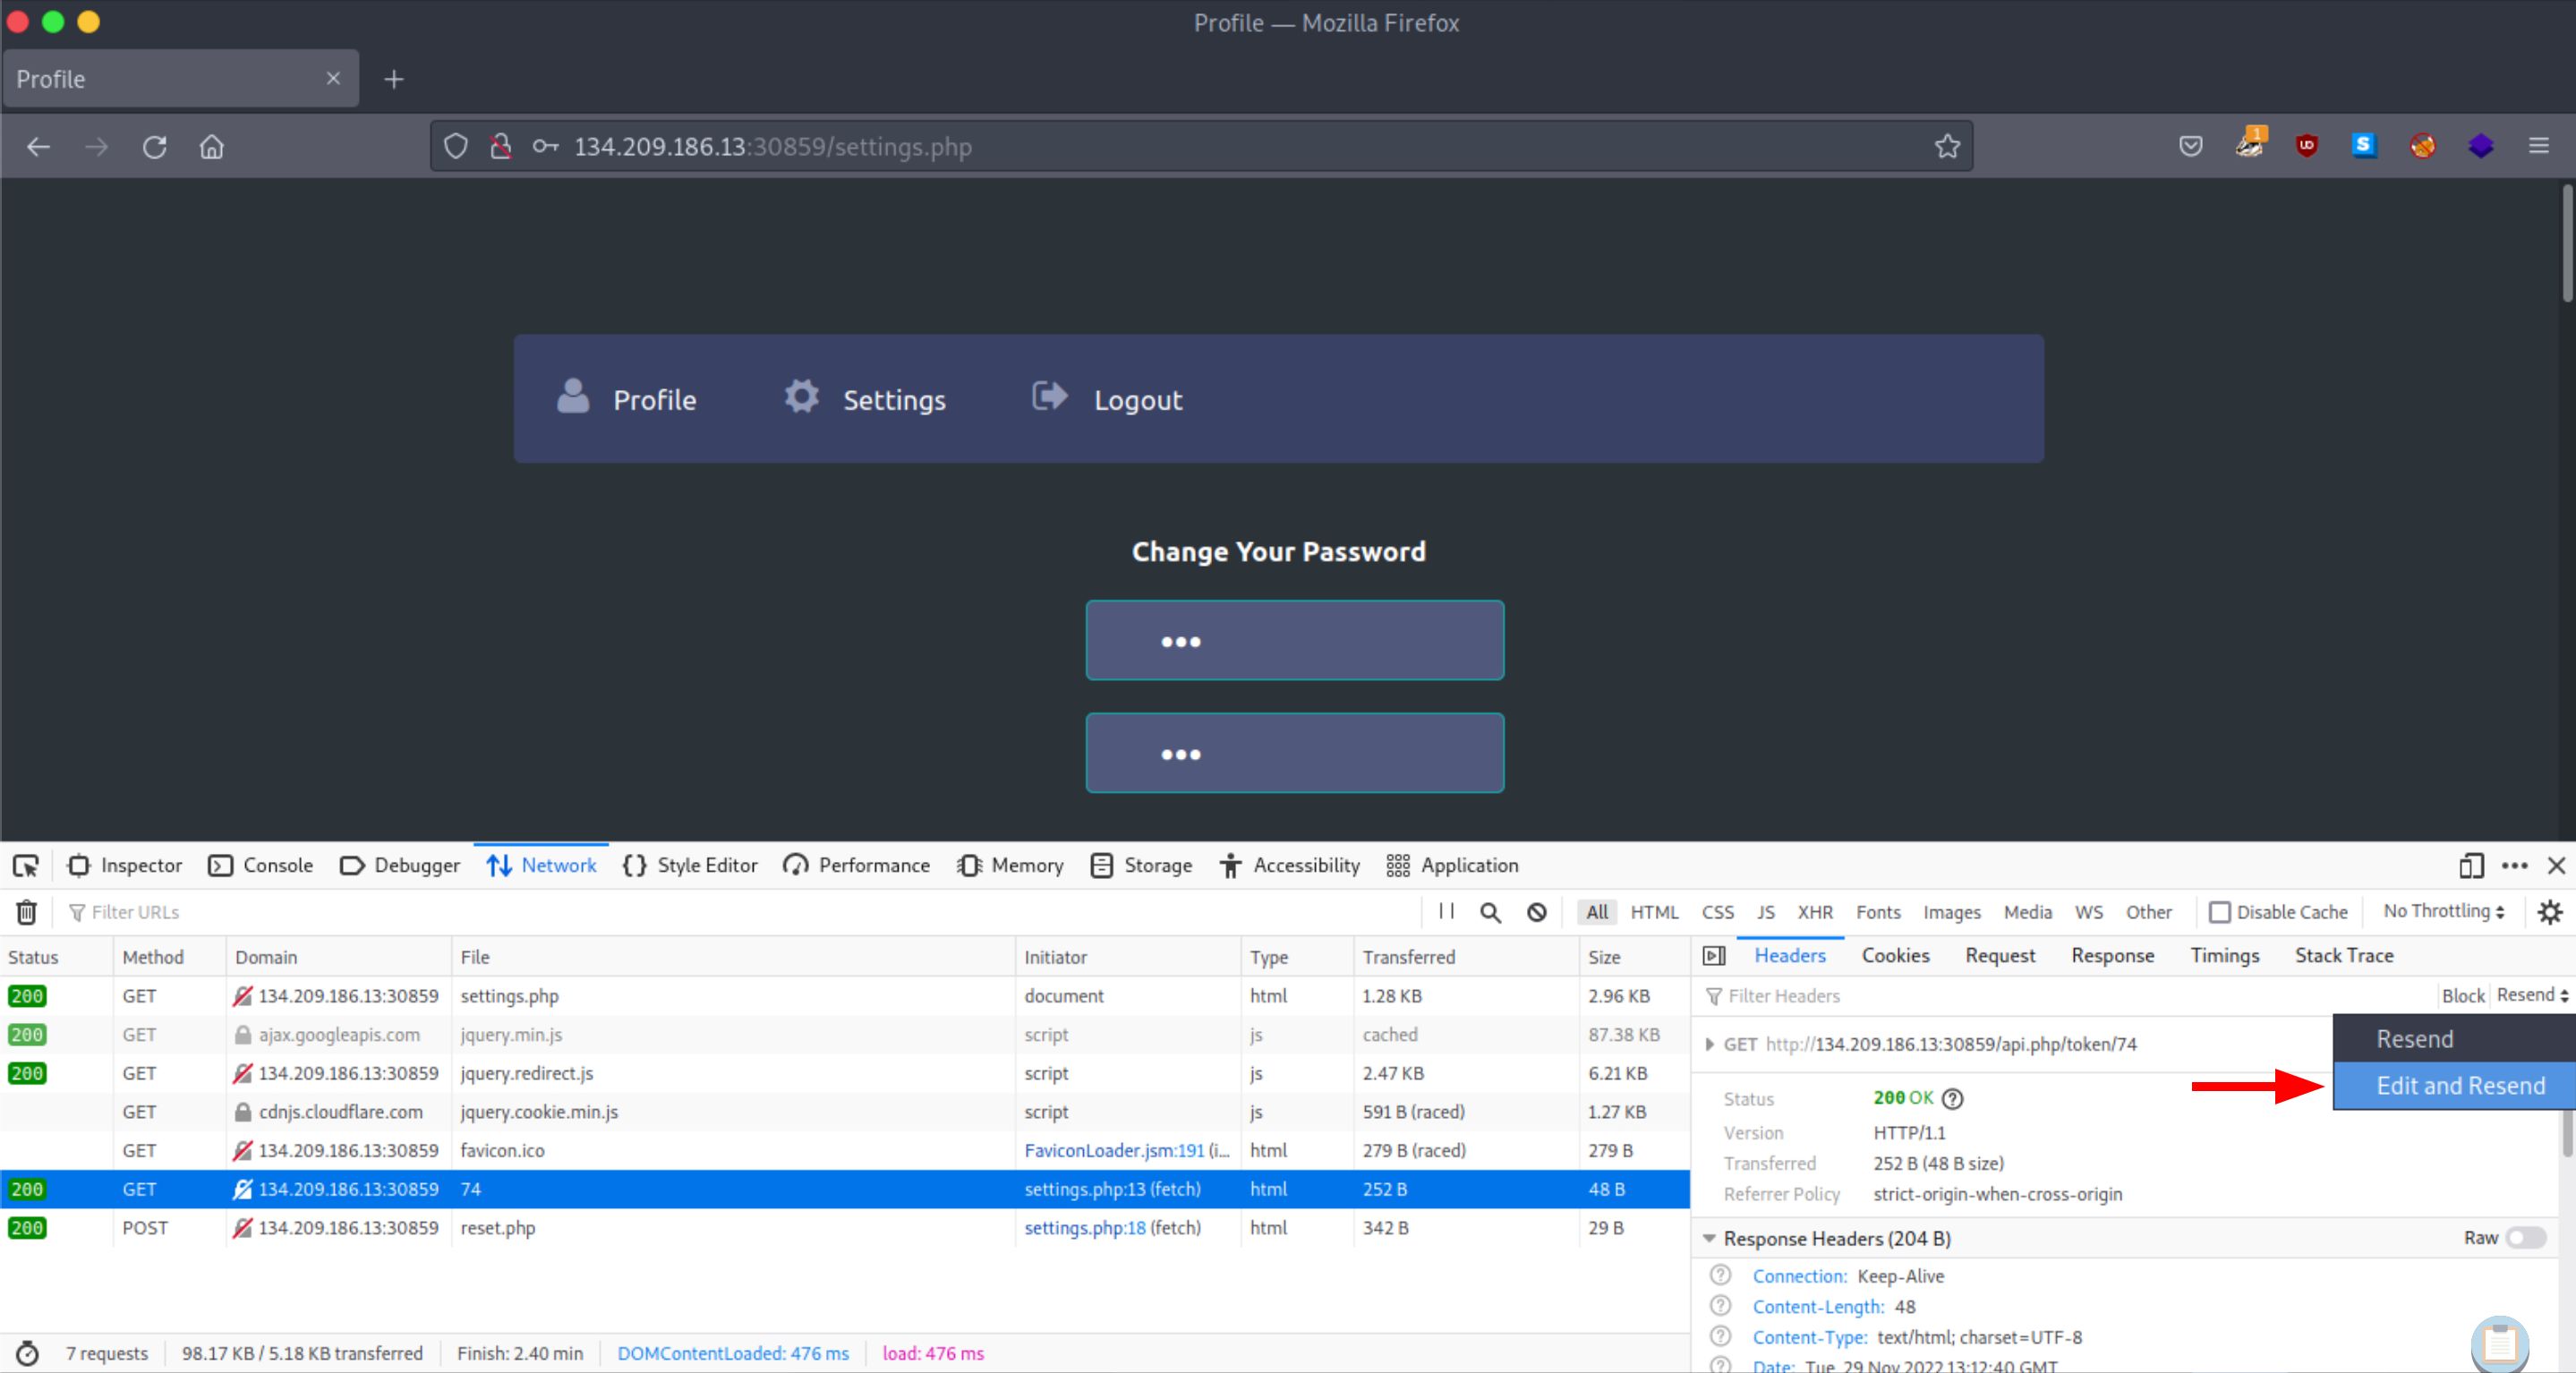 Profile — Mozilla Firefox
Profile
134.209.186.13:30859/settings.php
1
Profile Settings Logout
Change Your Password
•••
•••
Inspector Console Debugger Network Style Editor Performance Memory Storage Accessibility Application
Filter URLs All HTML CSS JS XHR Fonts Images Media WS Other Disable Cache No Throttling
Status Method Domain File Initiator Type Transferred Size
200 GET 134.209.186.13:30859 settings.php document html 1.28 KB 2.96 KB
200 GET ajax.googleapis.com jquery.min.js script js cached 87.38 KB
200 GET 134.209.186.13:30859 jquery.redirect.js script js 2.47 KB 6.21 KB
GET cdnjs.cloudflare.com jquery.cookie.min.js script js 591 B (raced) 1.27 KB
GET 134.209.186.13:30859 favicon.ico FaviconLoader.jsm:191 (i... html 279 B (raced) 279 B
200 GET 134.209.186.13:30859 74 settings.php:13 (fetch) html 252 B 48 B
200 POST 134.209.186.13:30859 reset.php settings.php:18 (fetch) html 342 B 29 B
7 requests 98.17 KB / 5.18 KB transferred Finish: 2.40 min DOMContentLoaded: 476 ms load: 476 ms
Headers Cookies Request Response Timings Stack Trace
Filter Headers Block Resend
Resend
Edit and Resend
GET http://134.209.186.13:30859/api.php/token/74
Status 200 OK
Version HTTP/1.1
Transferred 252 B (48 B size)
Referrer Policy strict-origin-when-cross-origin
Response Headers (204 B) Raw
Connection: Keep-Alive
Content-Length: 48
Content-Type: text/html; charset=UTF-8
Date: Tue, 29 Nov 2022 13:12:40 GMT